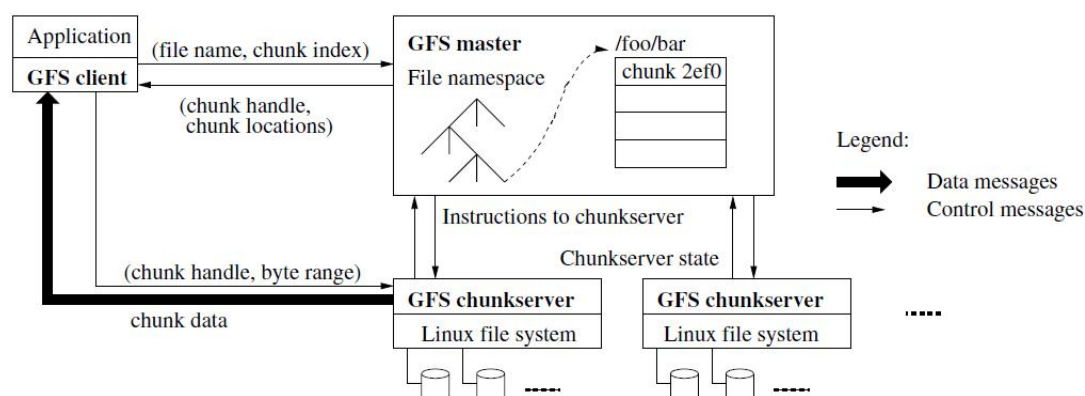 Application
GFS client
(file name, chunk index)
(chunk handle,
chunk locations)
GFS master
File namespace
/foo/bar
chunk 2ef0
Legend:
Data messages
Control messages
Instructions to chunkserver
Chunkserver state
(chunk handle, byte range)
chunk data
GFS chunkserver
Linux file system
GFS chunkserver
Linux file system